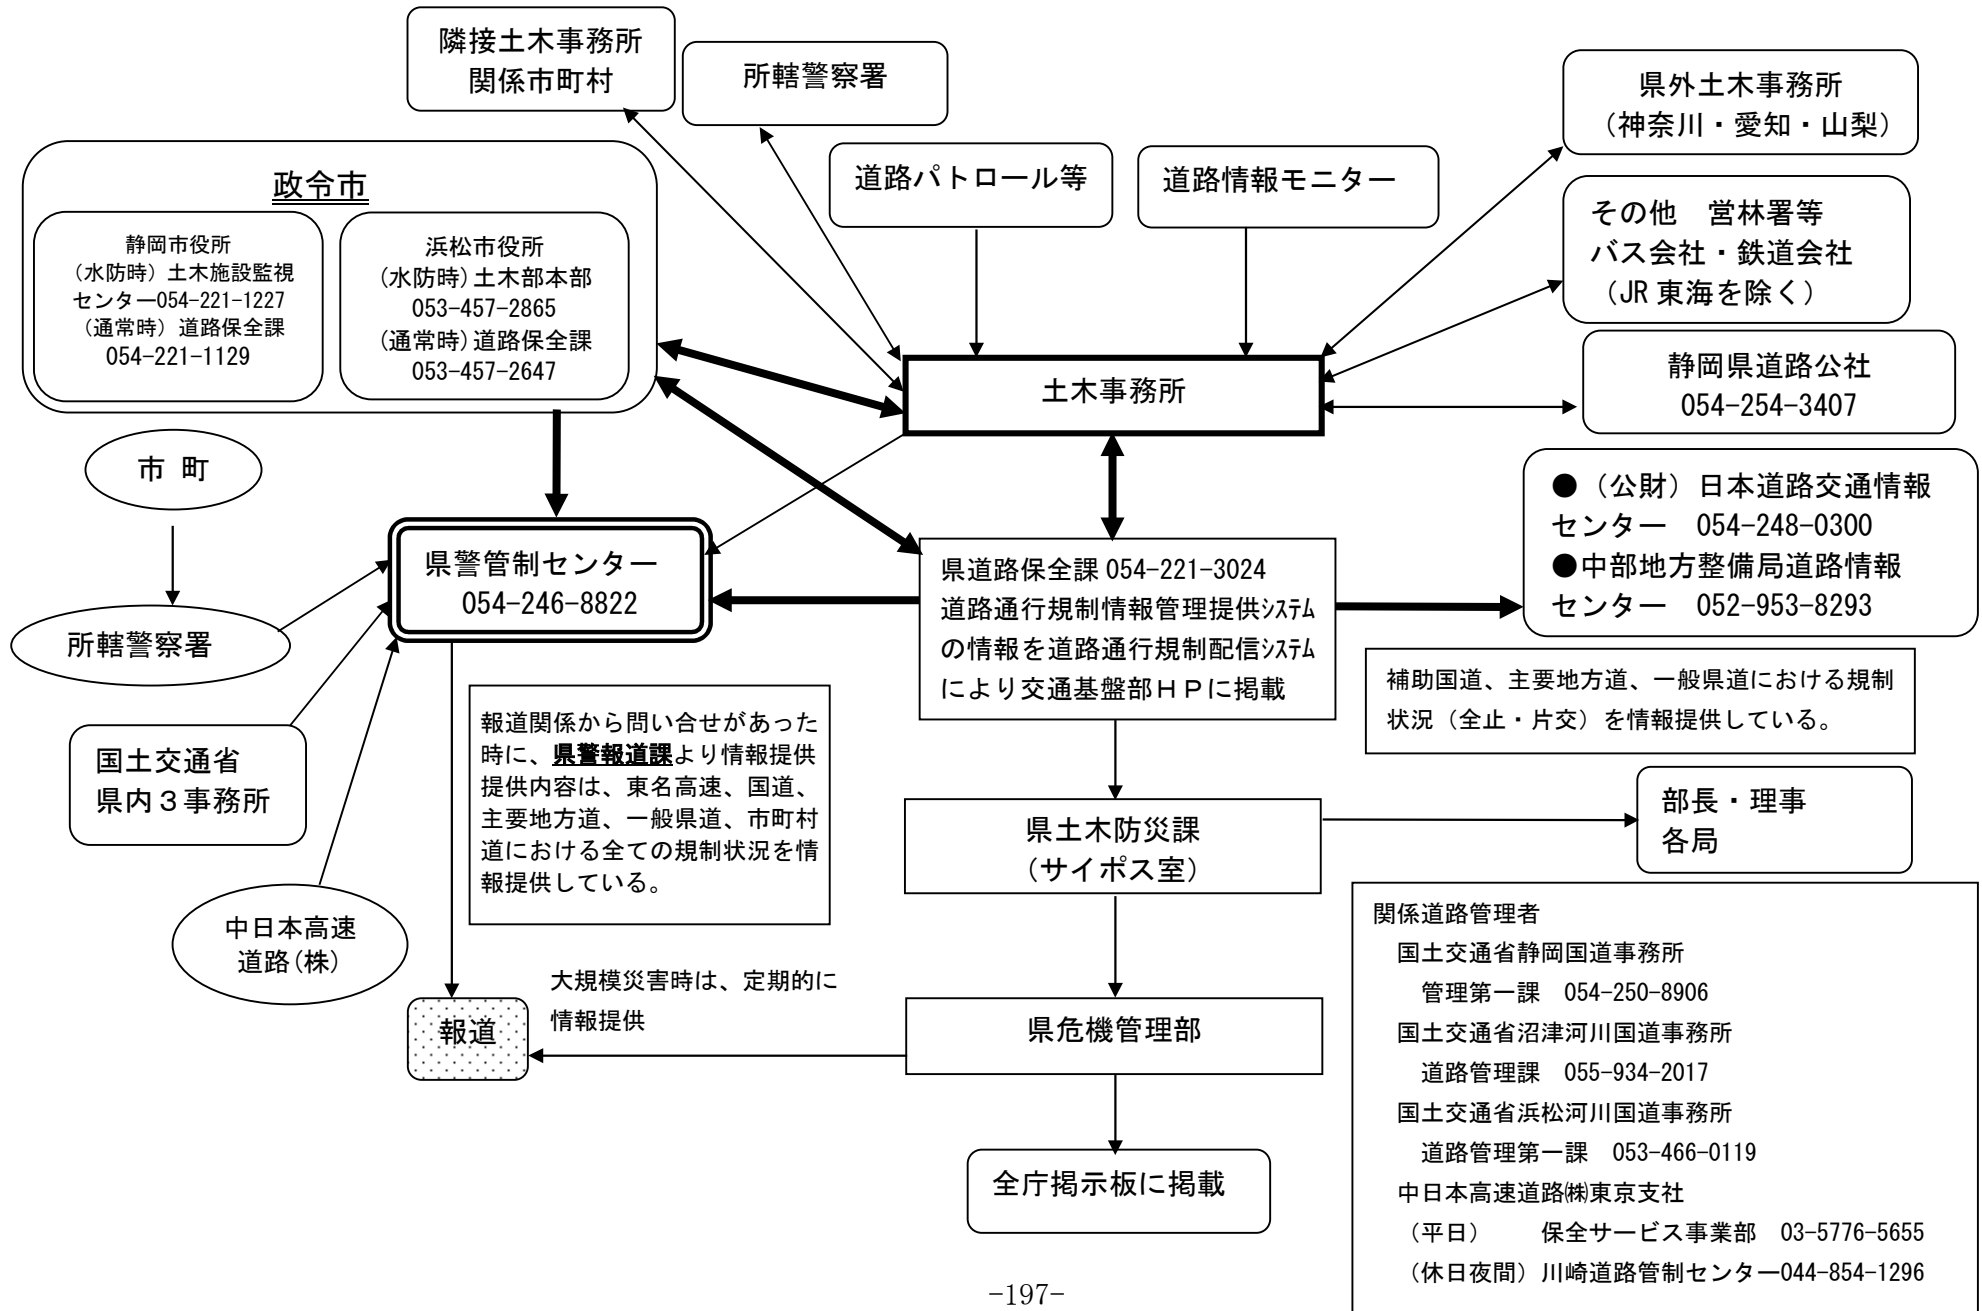 隣接土木事務所
関係市町村
所轄警察署
県外土木事務所
（神奈川・愛知・山梨）
政令市
道路パトロール等
道路情報モニター
その他　営林署等
バス会社・鉄道会社
（JR 東海を除く）
静岡市役所
（水防時）土木施設監視
センター054-221-1227
（通常時）道路保全課
054-221-1129
浜松市役所
(水防時)土木部本部
053-457-2865
(通常時)道路保全課
053-457-2647
土木事務所
静岡県道路公社
054-254-3407
市 町
●（公財）日本道路交通情報
センター　054-248-0300
●中部地方整備局道路情報
センター　052-953-8293
県警管制センター
054-246-8822
県道路保全課 054-221-3024
道路通行規制情報管理提供ｼｽﾃﾑ
の情報を道路通行規制配信ｼｽﾃﾑ
により交通基盤部ＨＰに掲載
所轄警察署
補助国道、主要地方道、一般県道における規制
状況（全止・片交）を情報提供している。
国土交通省
県内３事務所
報道関係から問い合せがあった
時に、県警報道課より情報提供
提供内容は、東名高速、国道、
主要地方道、一般県道、市町村
道における全ての規制状況を情
報提供している。
県土木防災課
（サイポス室）
部長・理事
各局
中日本高速
道路(株)
大規模災害時は、定期的に
情報提供
報道
県危機管理部
全庁掲示板に掲載
関係道路管理者
国土交通省静岡国道事務所
管理第一課　054-250-8906
国土交通省沼津河川国道事務所
道路管理課　055-934-2017
国土交通省浜松河川国道事務所
道路管理第一課　053-466-0119
中日本高速道路㈱東京支社
（平日）　　保全サービス事業部　03-5776-5655
（休日夜間）川崎道路管制センター044-854-1296
-197-